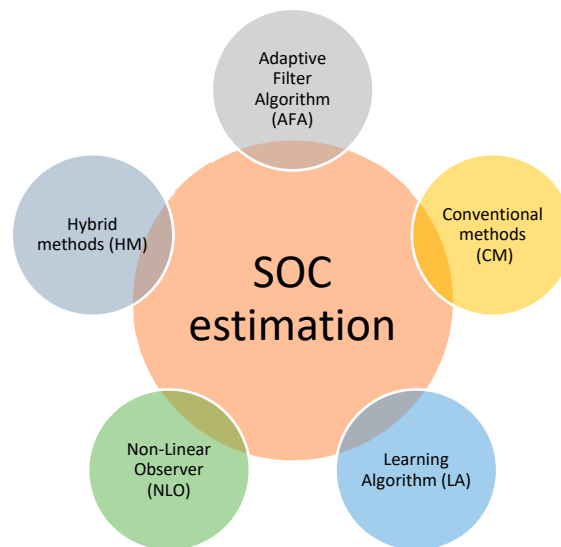 Adaptive
Filter
Algorithm
(AFA)
Hybrid
methods (HM)
Conventional
methods
(CM)
SOC
estimation
Non-Linear
Observer
(NLO)
Learning
Algorithm (LA)